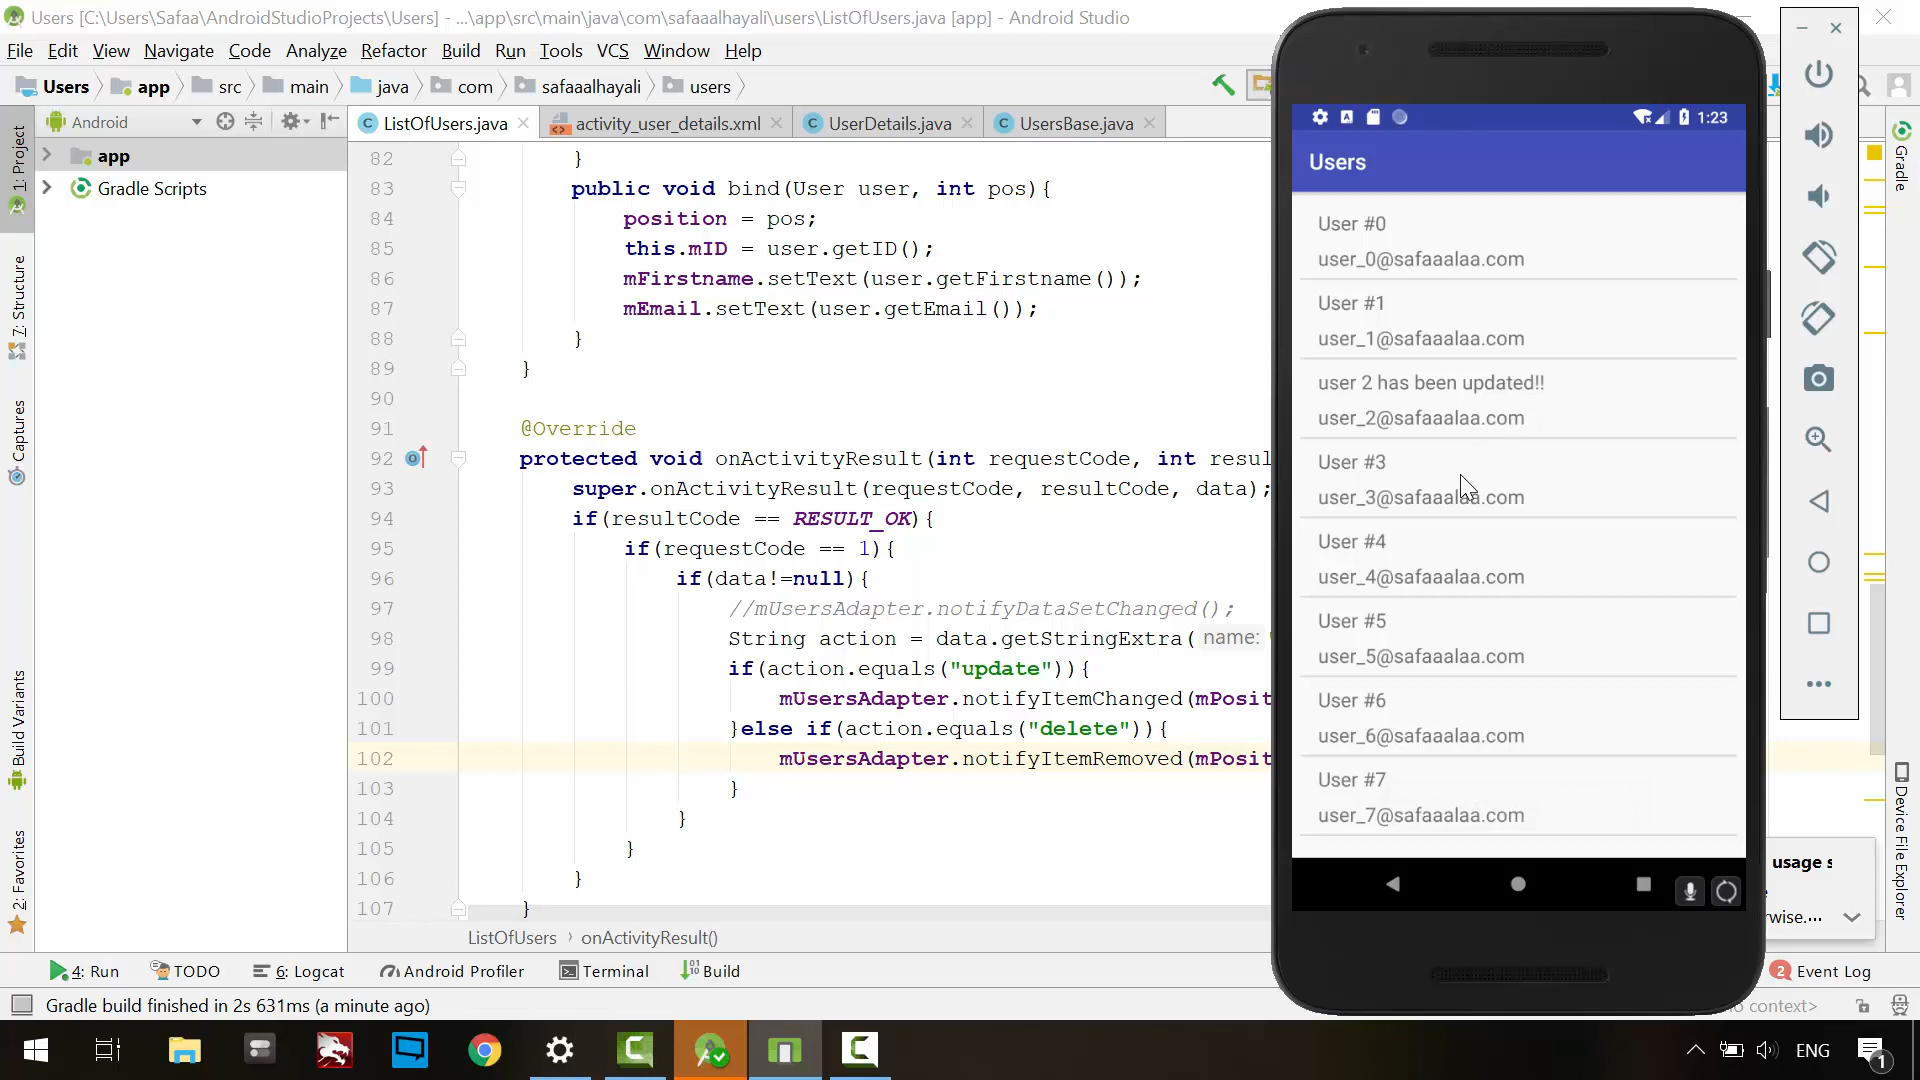 Users [C:\Users\Safaa\AndroidStudioProjects\Users] - ...\app\src\main\java\com\safaaalhayali\users\ListOfUsers.java [app] - Android Studio
File Edit View Navigate Code Analyze Refactor Build Run Tools VCS Window Help
Users app src main java com safaaalhayali users
Android
ListOfUsers.java activity_user_details.xml UserDetails.java UsersBase.java
1: Project
7: Structure
Captures
Build Variants
2: Favorites
app
Gradle Scripts
82 }
83 public void bind(User user, int pos){
84 position = pos;
85 this.mID = user.getID();
86 mFirstname.setText(user.getFirstname());
87 mEmail.setText(user.getEmail());
88 }
89 }
90
91 @Override
92 protected void onActivityResult(int requestCode, int resul
93 super.onActivityResult(requestCode, resultCode, data);
94 if(resultCode == RESULT_OK){
95 if(requestCode == 1){
96 if(data!=null){
97 //mUsersAdapter.notifyDataSetChanged();
98 String action = data.getStringExtra( name: "
99 if(action.equals("update")){
100 mUsersAdapter.notifyItemChanged(mPosit
101 }else if(action.equals("delete")){
102 mUsersAdapter.notifyItemRemoved(mPosit
103 }
104 }
105 }
106 }
107 }
ListOfUsers › onActivityResult()
1:23
Users
User #0
user_0@safaaalaa.com
User #1
user_1@safaaalaa.com
user 2 has been updated!!
user_2@safaaalaa.com
User #3
user_3@safaaalaa.com
User #4
user_4@safaaalaa.com
User #5
user_5@safaaalaa.com
User #6
user_6@safaaalaa.com
User #7
user_7@safaaalaa.com
Gradle
Device File Explorer
usage s
rwise....
4: Run TODO 6: Logcat Android Profiler Terminal Build
2 Event Log
Gradle build finished in 2s 631ms (a minute ago)
context>
ENG
1